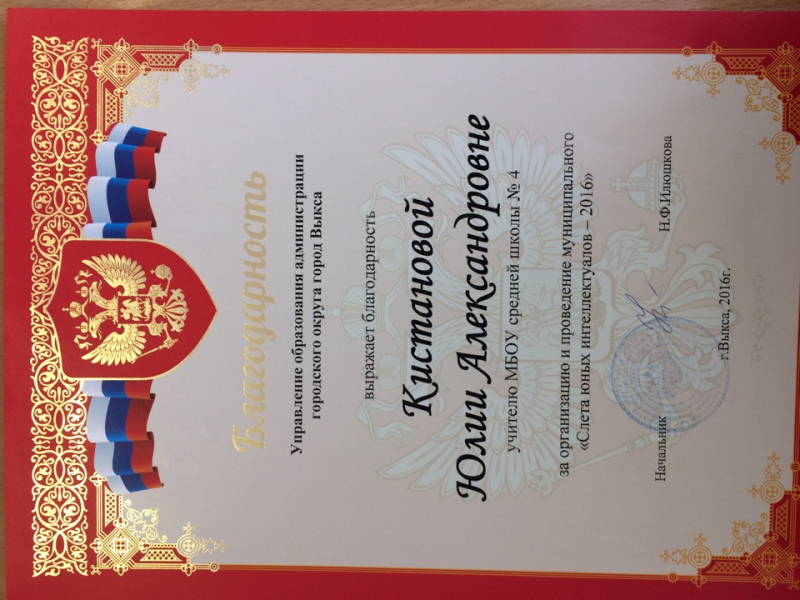 Благодарность
Управление образования администрации
городского округа город Выкса
выражает благодарность
Кистановой
Юлии Александровне
учителю МБОУ средней школы № 4
за организацию и проведение муниципального
«Слета юных интеллектуалов – 2016»
Начальник Н.Ф.Илюшкова
г.Выкса, 2016г.